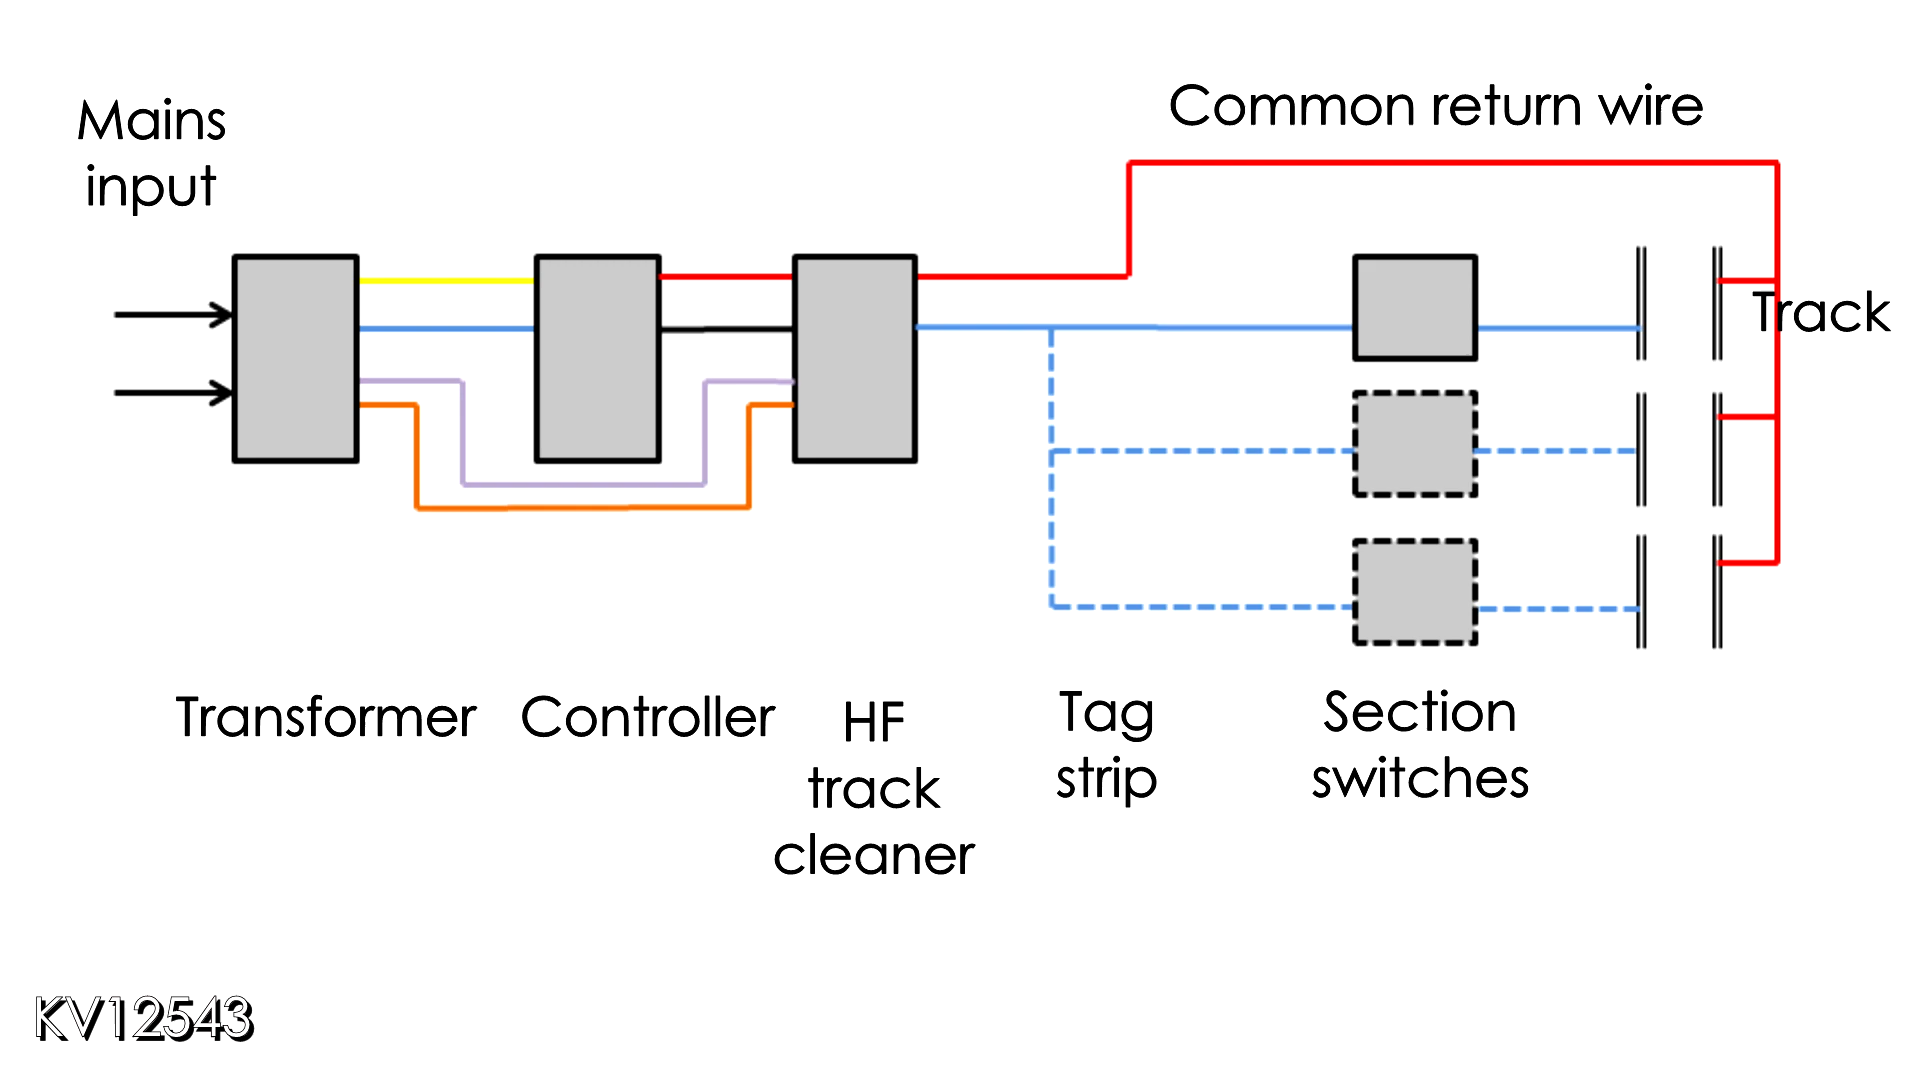 Mains
input
Common return wire
Track
Transformer
Controller
HF
track
cleaner
Tag
strip
Section
switches
KV12543